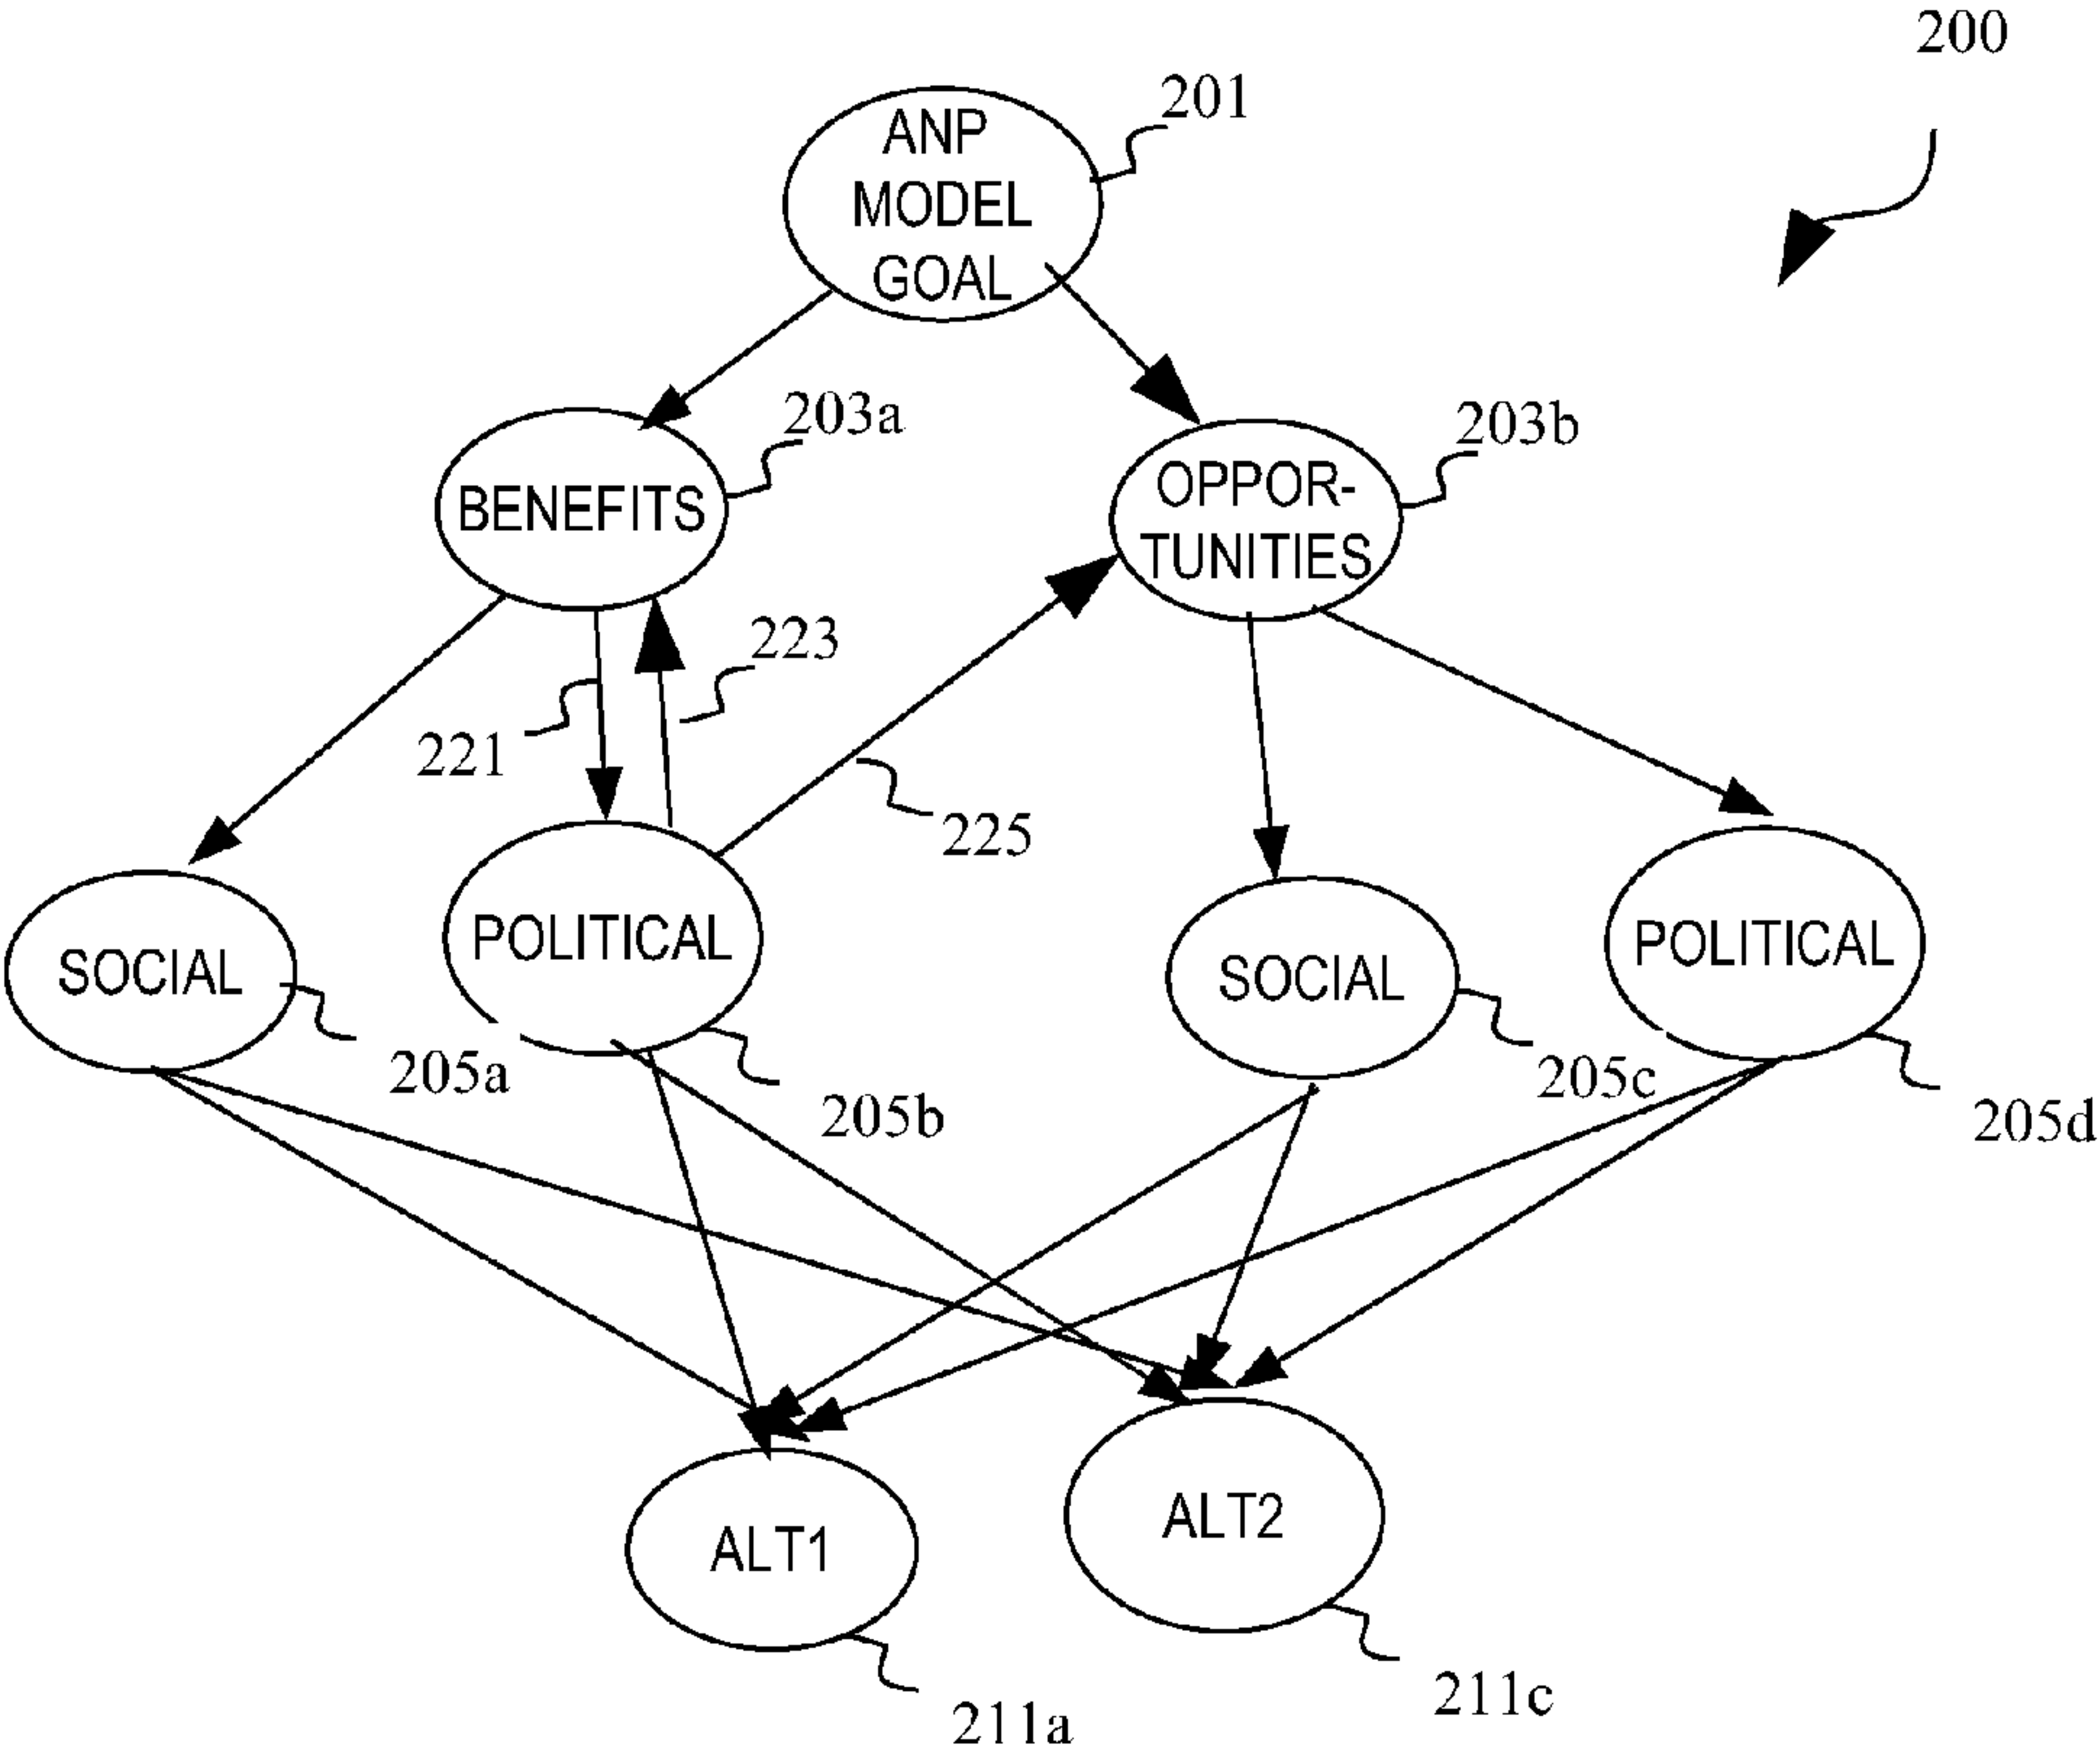 200
201
ANP
MODEL
GOAL
203a
203b
BENEFITS
OPPOR-
TUNITIES
223
221
225
SOCIAL
POLITICAL
SOCIAL
POLITICAL
205a
205b
205c
205d
ALT1
ALT2
211a
211c